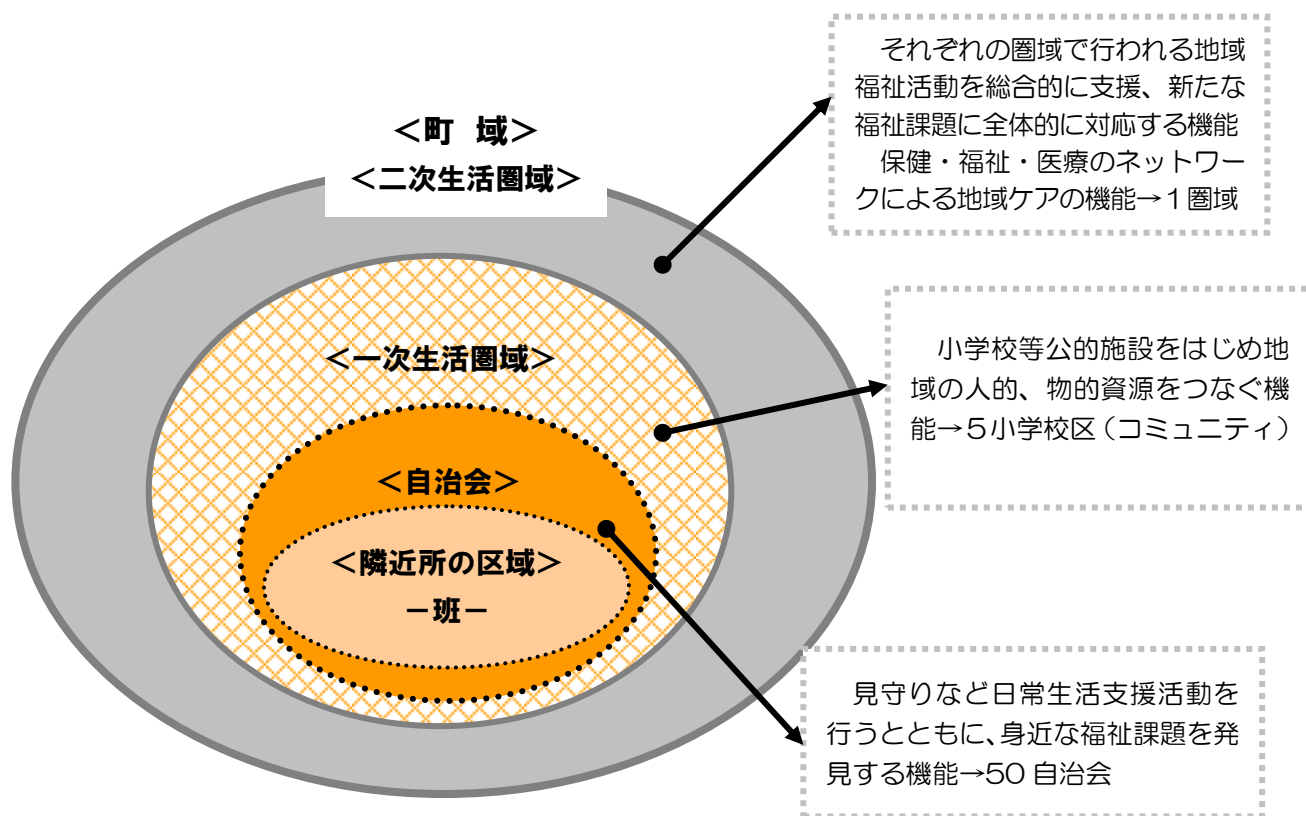 それぞれの圏域で行われる地域
福祉活動を総合的に支援、新たな
福祉課題に全体的に対応する機能
保健・福祉・医療のネットワー
クによる地域ケアの機能→1圏域
＜町 域＞
＜二次生活圏域＞
＜一次生活圏域＞
小学校等公的施設をはじめ地
域の人的、物的資源をつなぐ機
能→5小学校区（コミュニティ）
＜自治会＞
＜隣近所の区域＞
－班－
見守りなど日常生活支援活動を
行うとともに、身近な福祉課題を発
見する機能→50 自治会